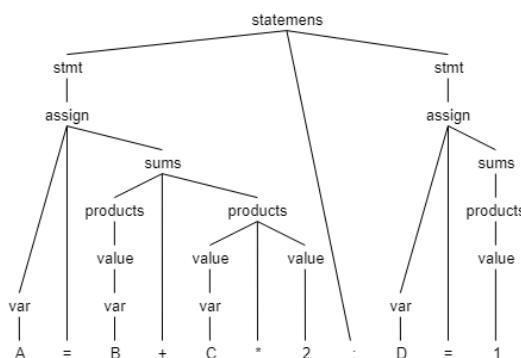 statemens
stmt stmt
assign assign
sums sums
products products products
value value value value
var var var
A = B + C * 2 ; D = 1